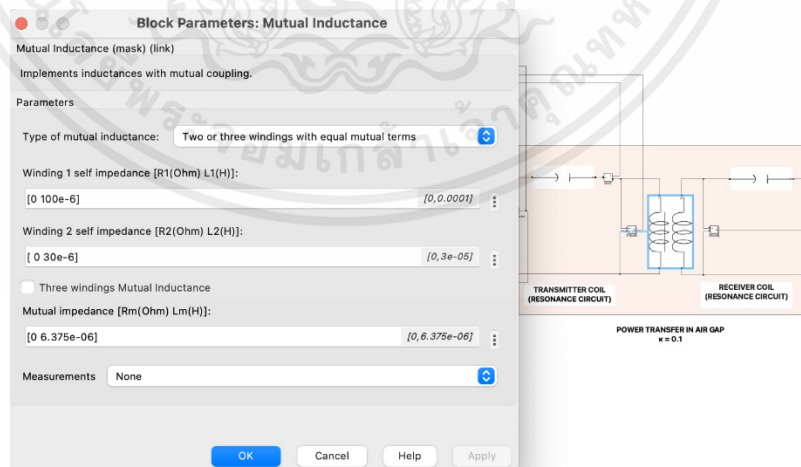 Block Parameters: Mutual Inductance
Mutual Inductance (mask) (link)
Implements inductances with mutual coupling.
Parameters
Type of mutual inductance: Two or three windings with equal mutual terms
Winding 1 self impedance [R1(Ohm) L1(H)]:
[0 100e-6] [0,0.0001]
Winding 2 self impedance [R2(Ohm) L2(H)]:
[ 0 30e-6] [0,3e-05]
Three windings Mutual Inductance
Mutual impedance [Rm(Ohm) Lm(H)]:
[0 6.375e-06] [0,6.375e-06]
Measurements None
OK Cancel Help Apply
TRANSMITTER COIL
(RESONANCE CIRCUIT)
RECEIVER COIL
(RESONANCE CIRCUIT)
POWER TRANSFER IN AIR GAP
κ = 0.1